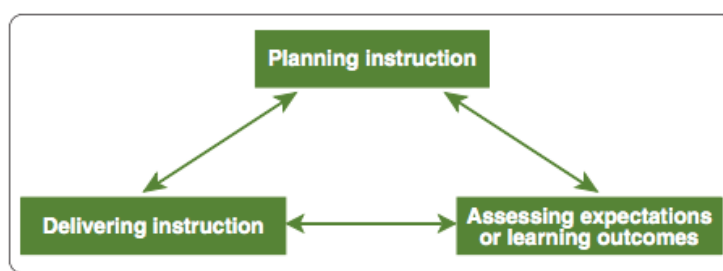 Planning instruction
Delivering instruction
Assessing expectations
or learning outcomes